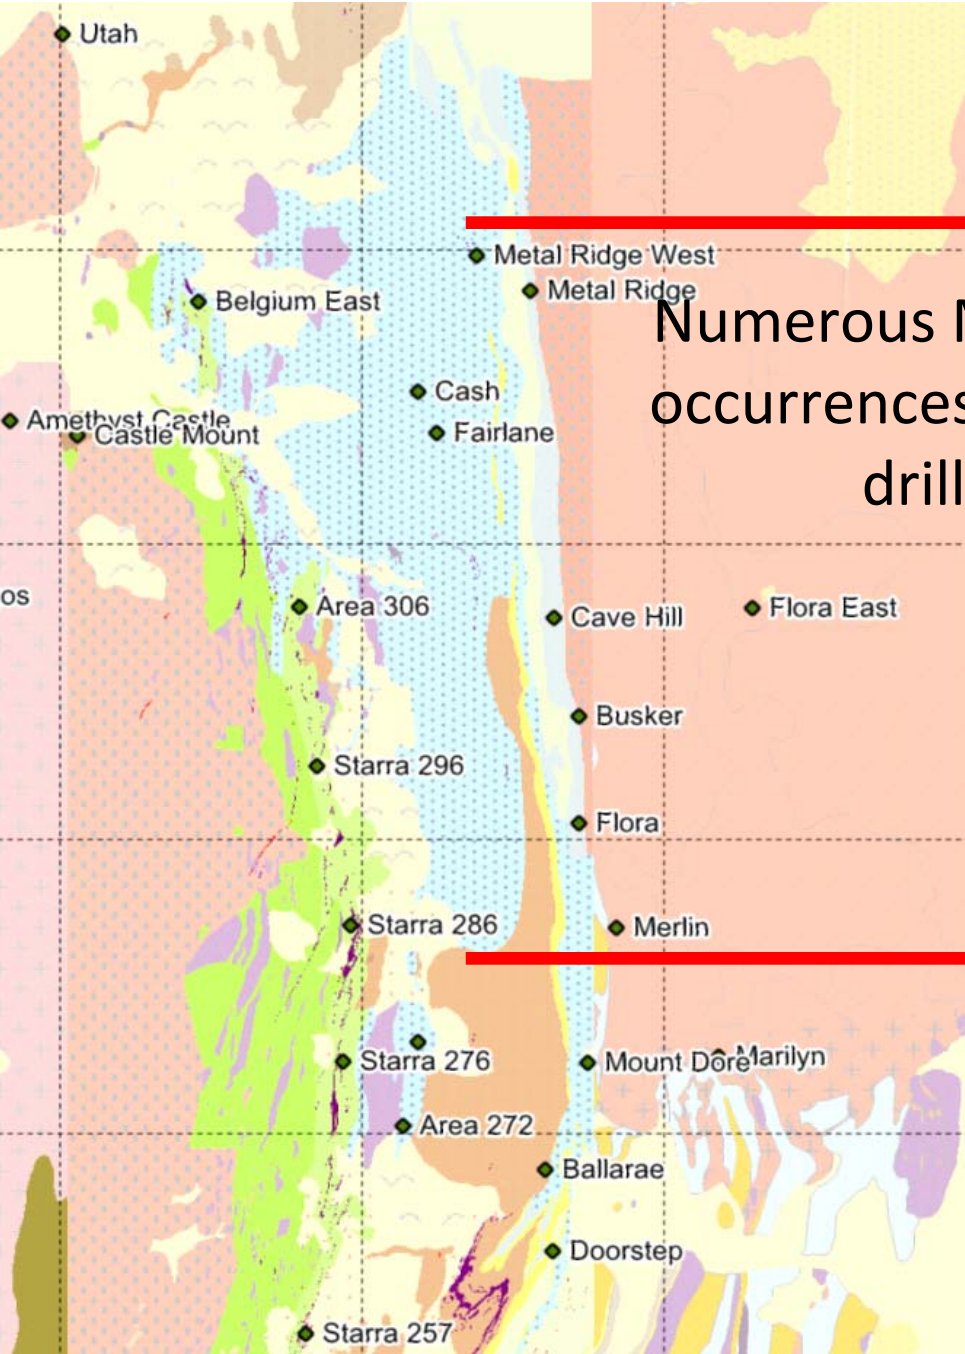 Utah
Metal Ridge West
Metal Ridge
Belgium East
Numerous
Cash
occurrences
Amethyst Castle
Castle Mount
Fairlane
drill
os
Area 306
Cave Hill
Flora East
Busker
Starra 296
Flora
Starra 286
Merlin
Starra 276
Mount Dore
Marilyn
Area 272
Ballarae
Doorstep
Starra 257